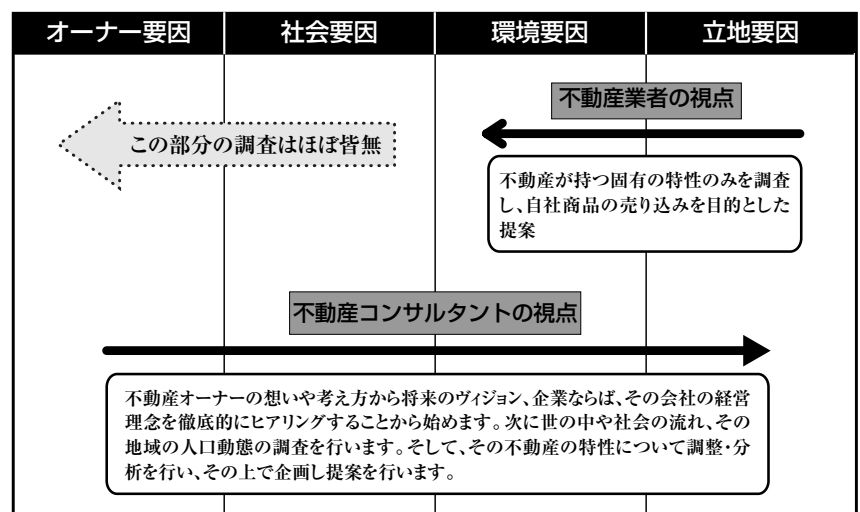 オーナー要因 社会要因 環境要因 立地要因
不動産業者の視点
この部分の調査はほぼ皆無
不動産が持つ固有の特性のみを調査
し、自社商品の売り込みを目的とした
提案
不動産コンサルタントの視点
不動産オーナーの想いや考え方から将来のヴィジョン、企業ならば、その会社の経営
理念を徹底的にヒアリングすることから始めます。次に世の中や社会の流れ、その
地域の人口動態の調査を行います。そして、その不動産の特性について調整・分
析を行い、その上で企画し提案を行います。